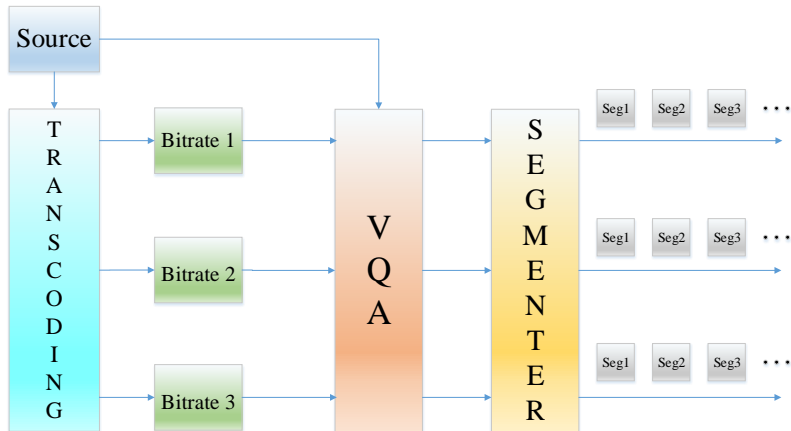 Source
TRANSCODING
Bitrate 1
Bitrate 2
Bitrate 3
VQA
SEGMENTER
Seg1 Seg2 Seg3 ...
Seg1 Seg2 Seg3 ...
Seg1 Seg2 Seg3 ...